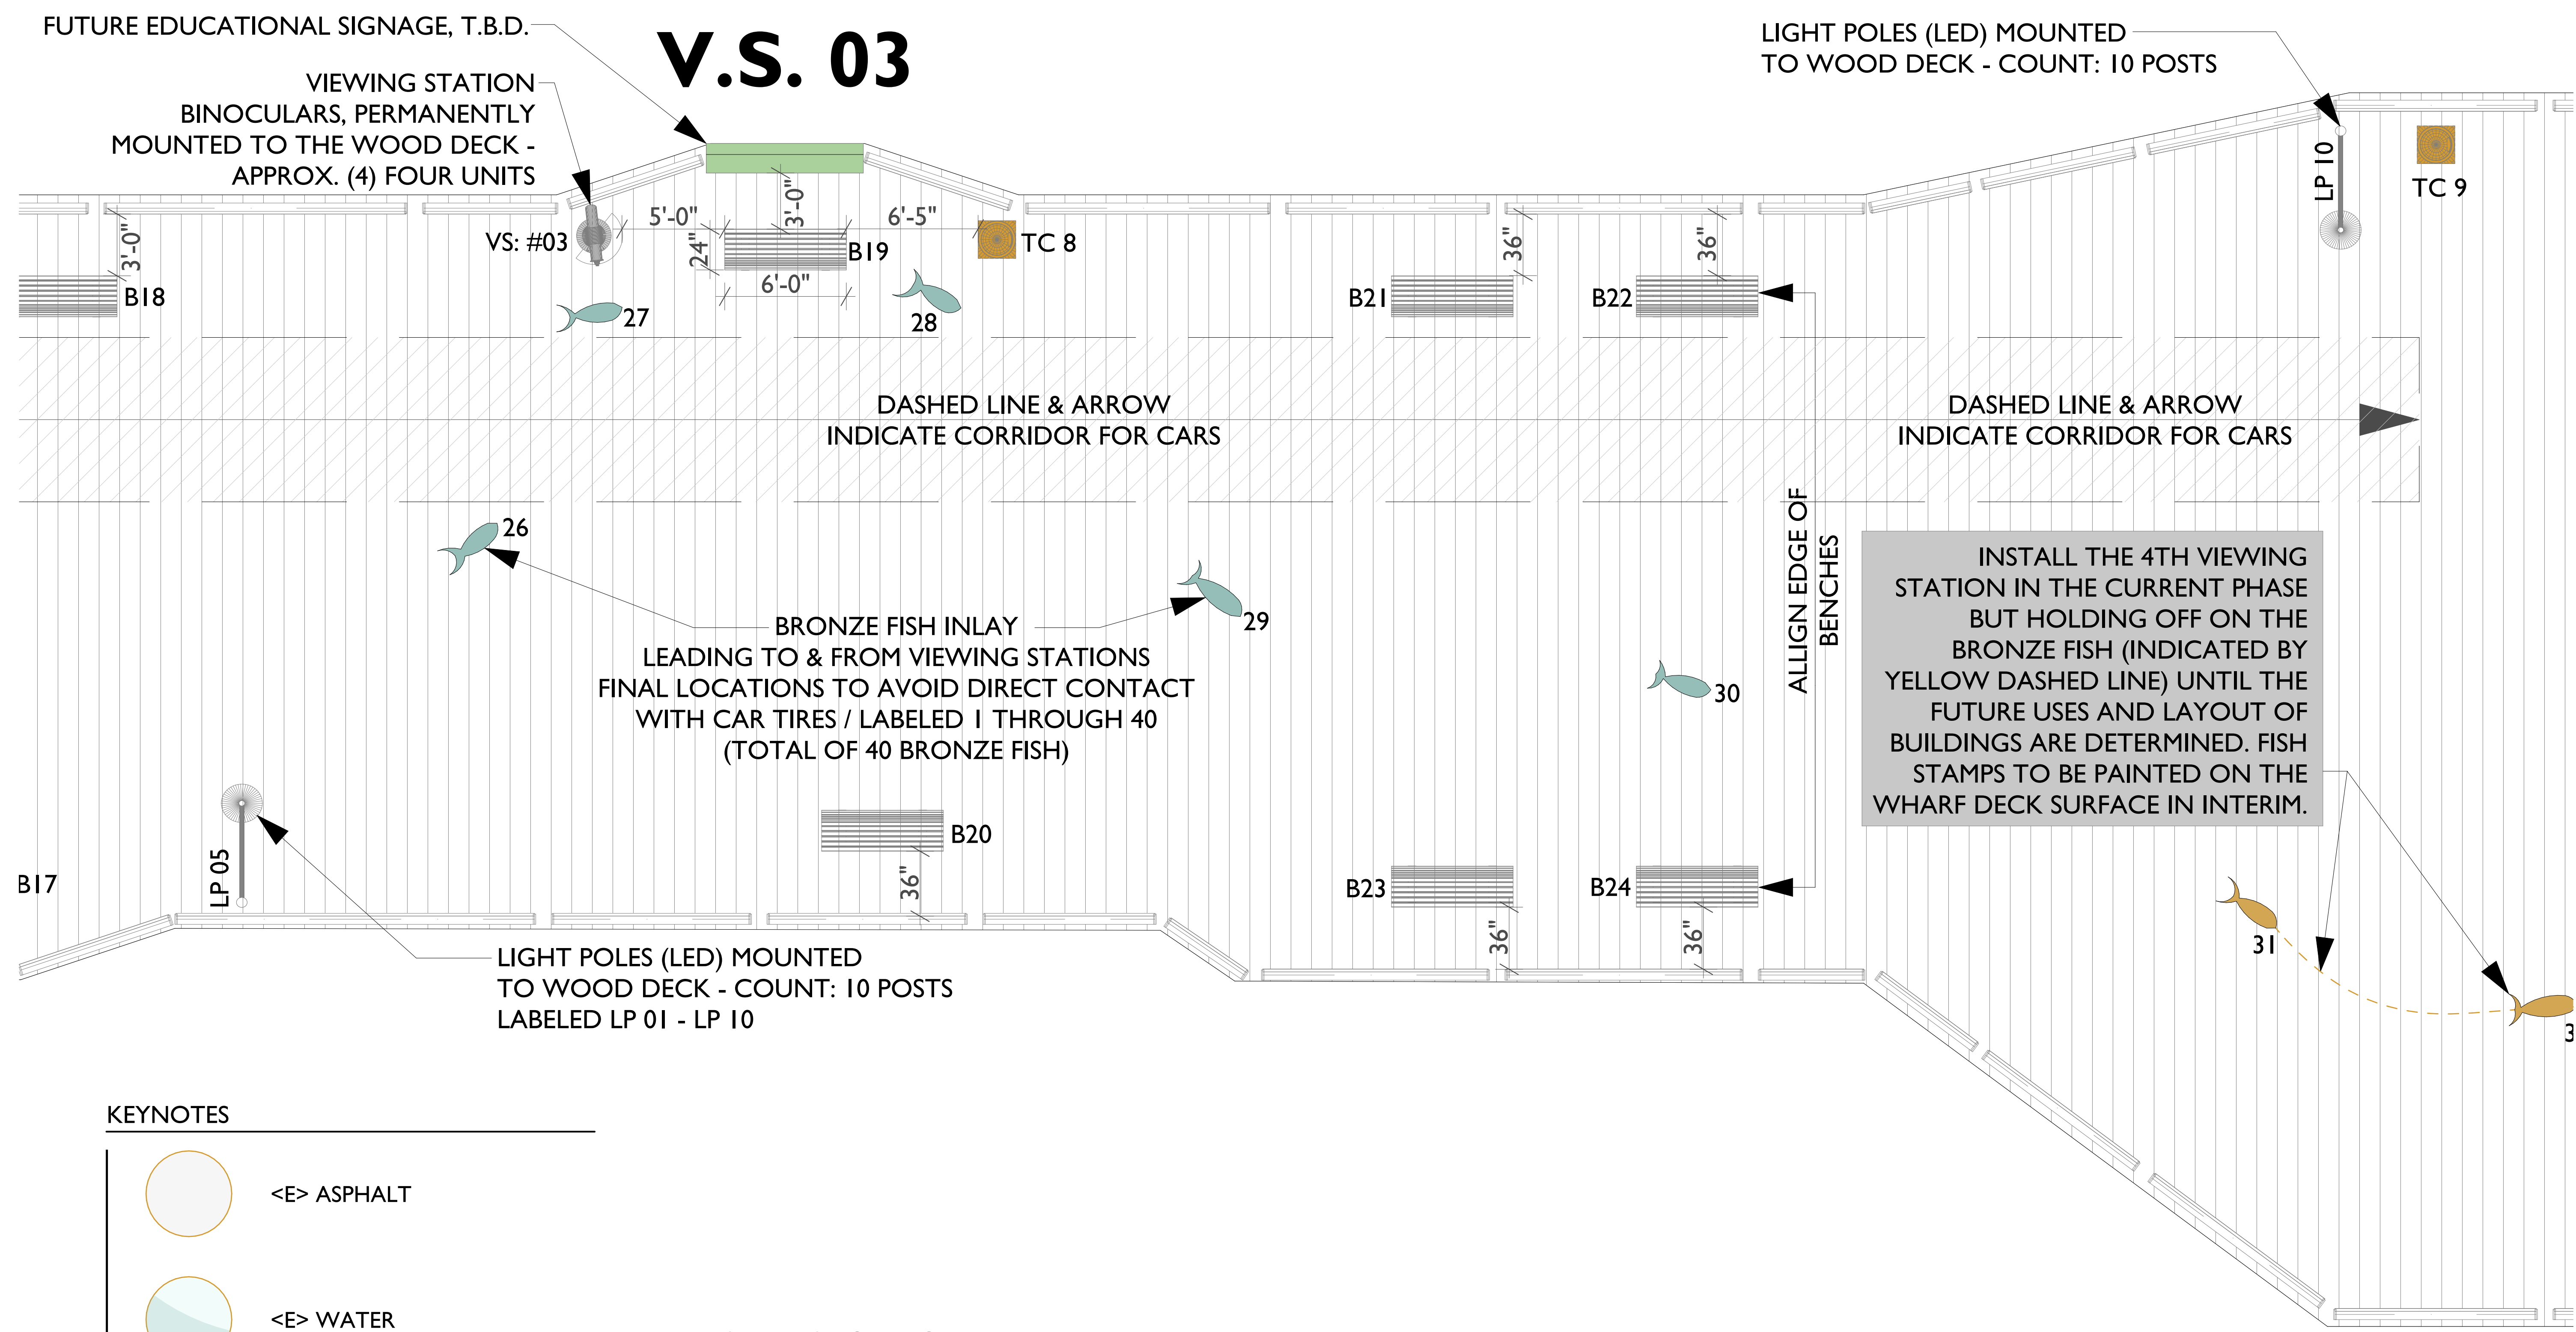 FUTURE EDUCATIONAL SIGNAGE, T.B.D.
V.S. 03
LIGHT POLES (LED) MOUNTED
TO WOOD DECK - COUNT: 10 POSTS
VIEWING STATION
BINOCULARS, PERMANENTLY
MOUNTED TO THE WOOD DECK -
APPROX. (4) FOUR UNITS
LP 10
TC 9
3'-0"
VS: #03
5'-0"
3'-0"
6'-5"
24"
B19
TC 8
6'-0"
B18
27
28
36"
36"
B21
B22
DASHED LINE & ARROW
INDICATE CORRIDOR FOR CARS
DASHED LINE & ARROW
INDICATE CORRIDOR FOR CARS
26
29
BRONZE FISH INLAY
LEADING TO & FROM VIEWING STATIONS
FINAL LOCATIONS TO AVOID DIRECT CONTACT
WITH CAR TIRES / LABELED 1 THROUGH 40
(TOTAL OF 40 BRONZE FISH)
30
ALLIGN EDGE OF
BENCHES
INSTALL THE 4TH VIEWING
STATION IN THE CURRENT PHASE
BUT HOLDING OFF ON THE
BRONZE FISH (INDICATED BY
YELLOW DASHED LINE) UNTIL THE
FUTURE USES AND LAYOUT OF
BUILDINGS ARE DETERMINED. FISH
STAMPS TO BE PAINTED ON THE
WHARF DECK SURFACE IN INTERIM.
B17
LP 05
B20
36"
B23
B24
36"
36"
31
LIGHT POLES (LED) MOUNTED
TO WOOD DECK - COUNT: 10 POSTS
LABELED LP 01 - LP 10
KEYNOTES
<E> ASPHALT
<E> WATER